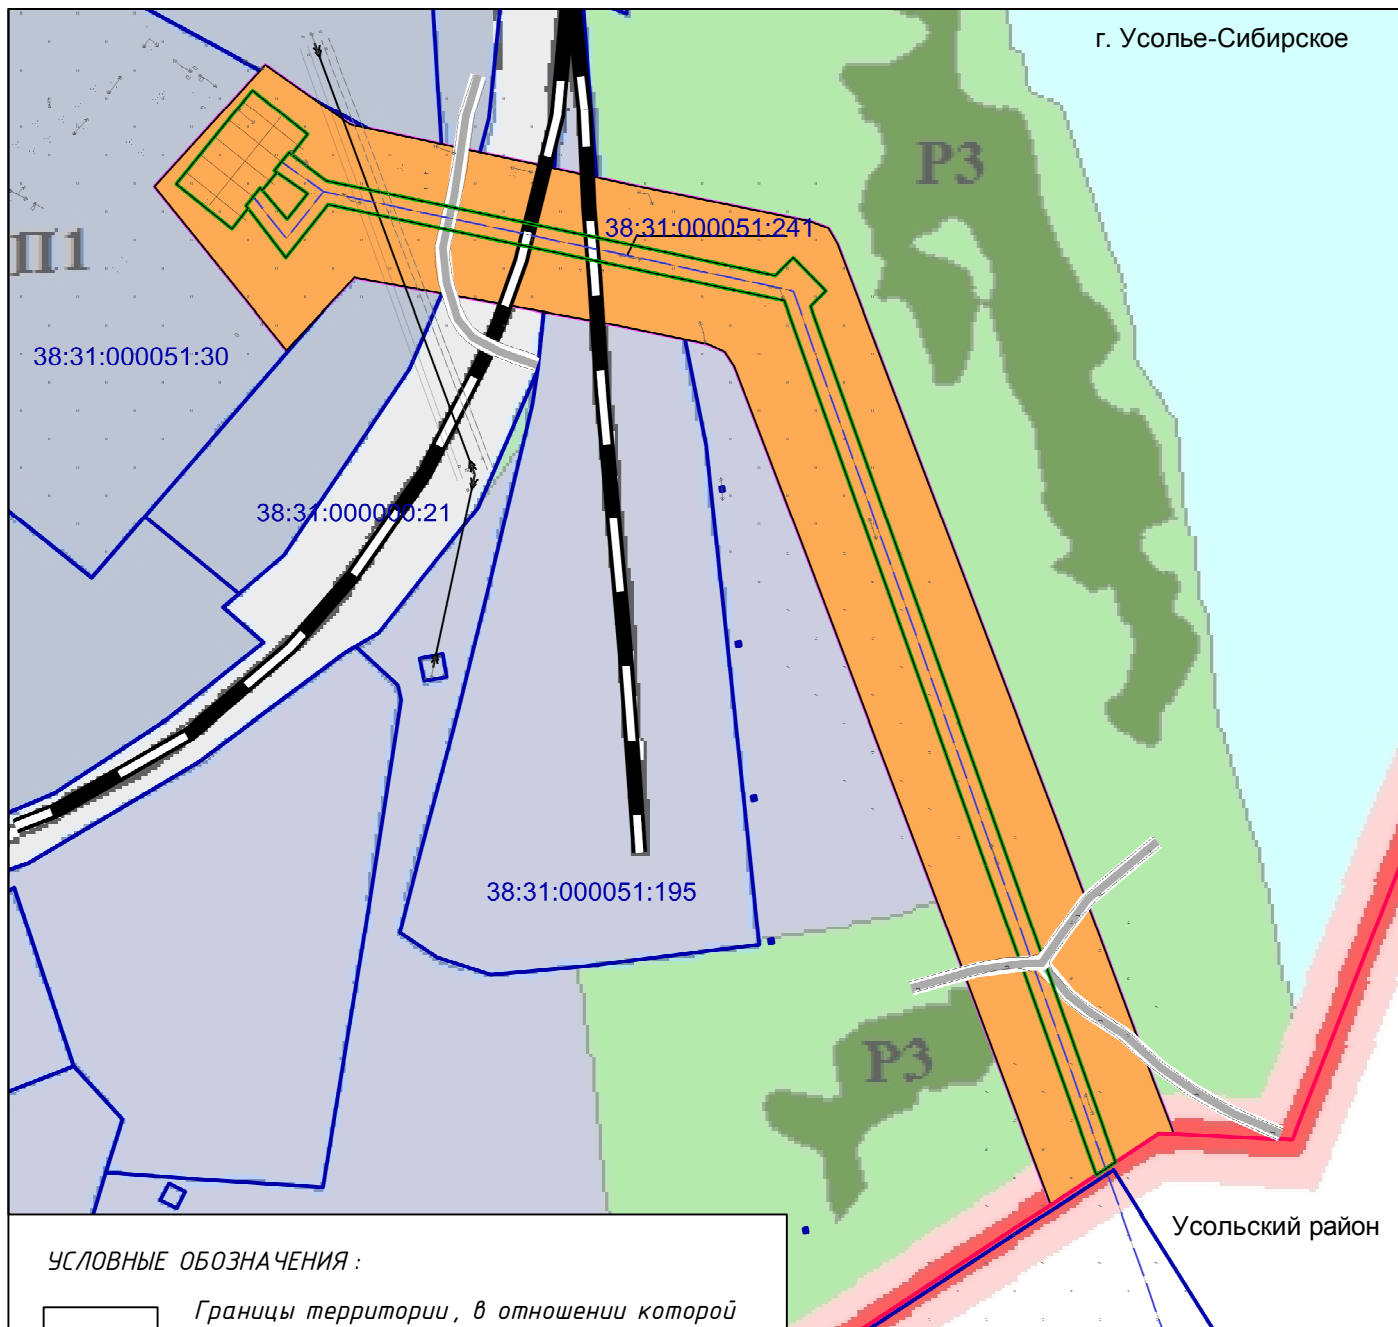 г. Усолье-Сибирское
Р3
38:31:000051:241
П1
38:31:000051:30
38:31:000000:21
38:31:000051:195
Р3
Усольский район
УСЛОВНЫЕ ОБОЗНАЧЕНИЯ :
Границы территории, в отношении которой